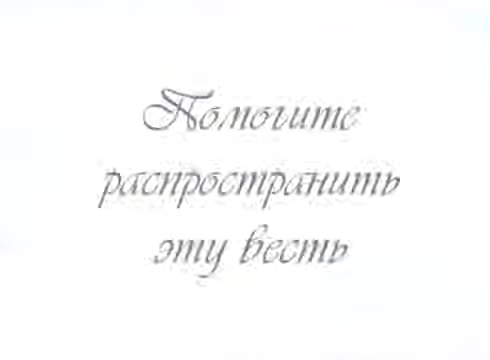 Помогите
распространить
эту весть